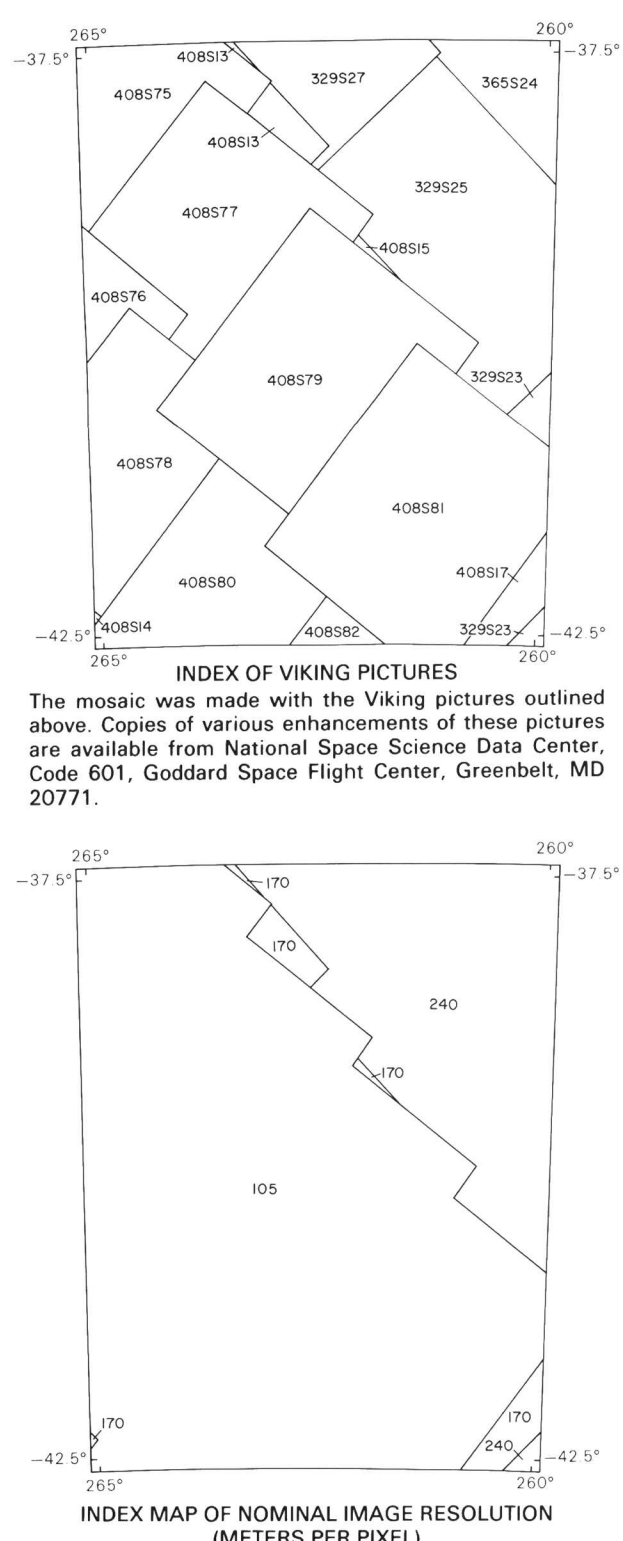 265°
260°
-37.5°
-37.5°
408S13
329S27
365S24
408S75
408S13
329S25
408S77
408S15
408S76
408S79
329S23
408S78
408S81
408S17
408S80
408S14
408S82
329S23
-42.5°
-42.5°
265°
260°
INDEX OF VIKING PICTURES
The mosaic was made with the Viking pictures outlined
above. Copies of various enhancements of these pictures
are available from National Space Science Data Center,
Code 601, Goddard Space Flight Center, Greenbelt, MD
20771.
265°
260°
-37.5°
-37.5°
170
170
240
170
105
170
170
240
-42.5°
-42.5°
265°
260°
INDEX MAP OF NOMINAL IMAGE RESOLUTION
(METERS PER PIXEL)